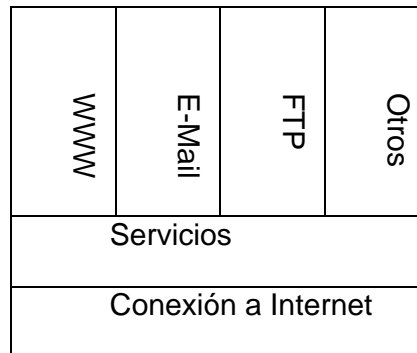 WWW
E-Mail
FTP
Otros
Servicios
Conexión a Internet